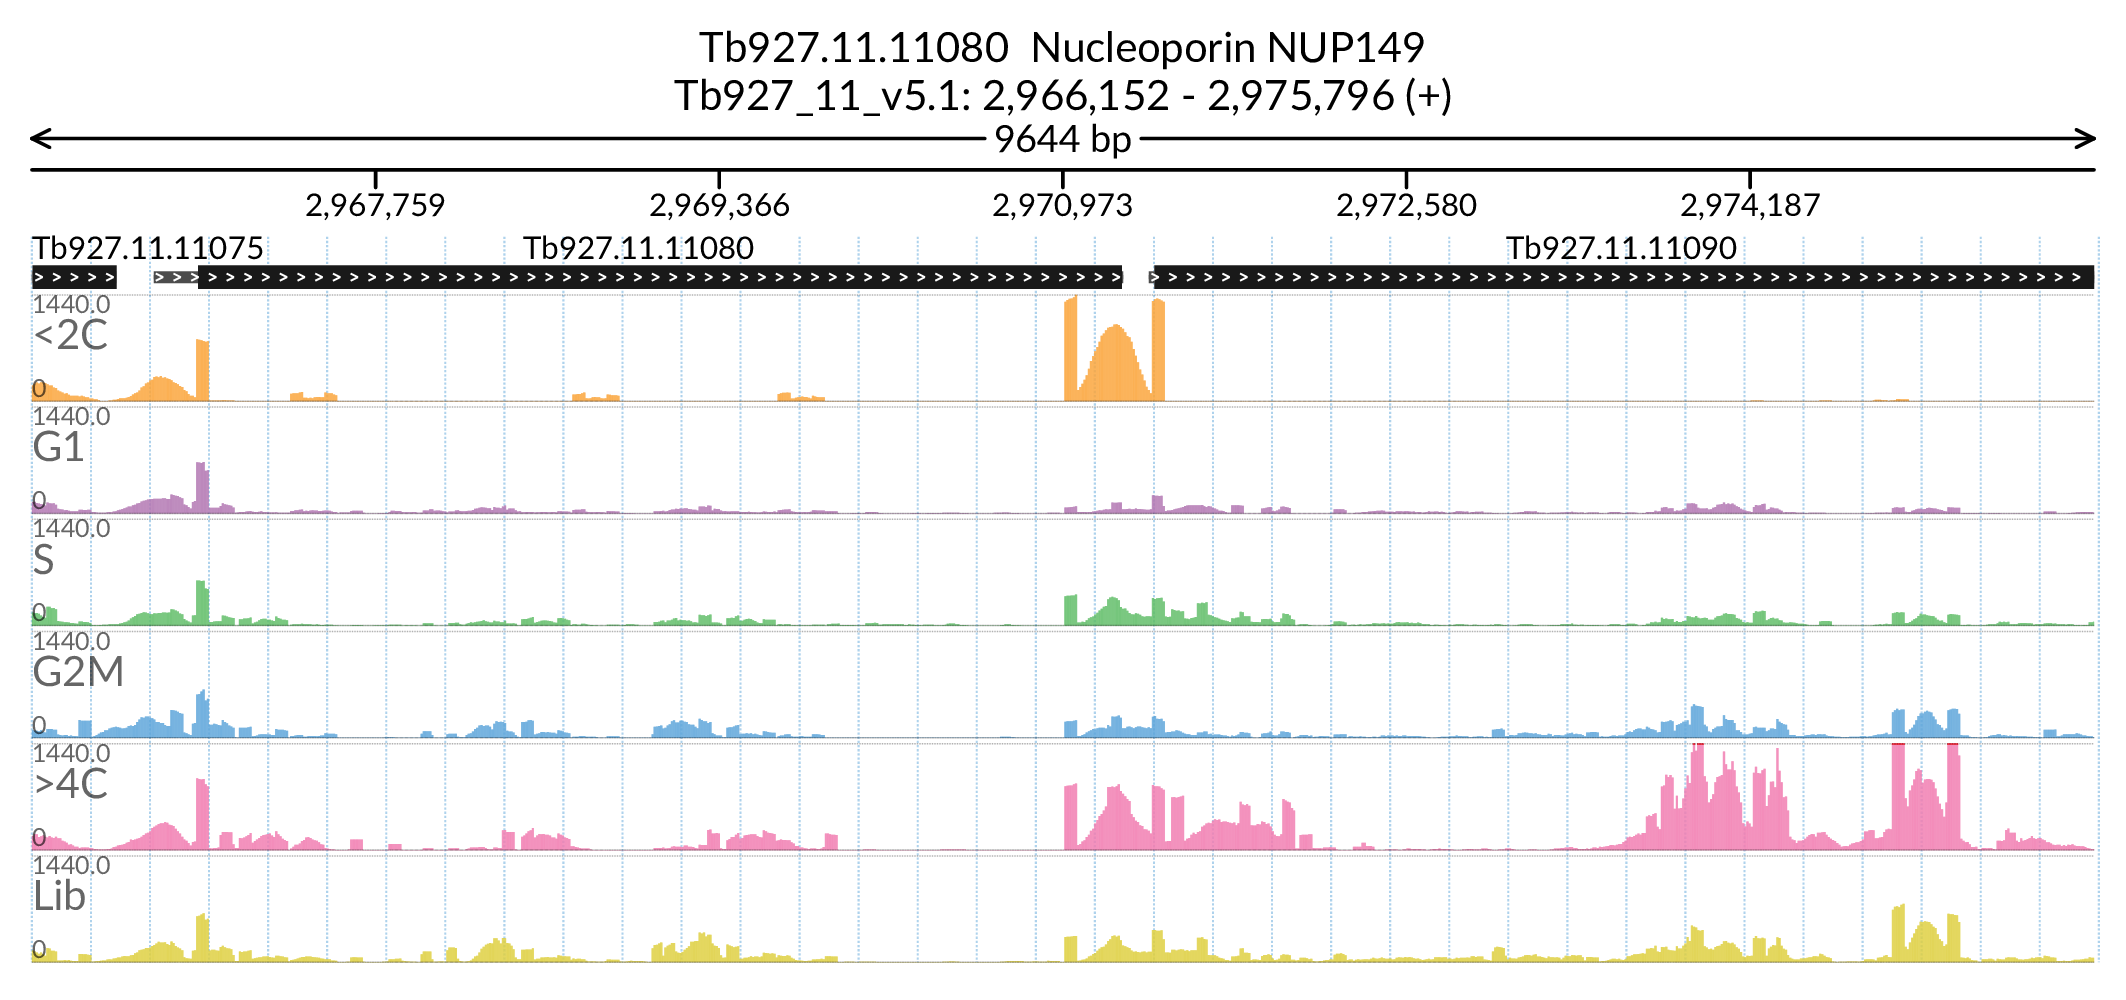 Tb927.11.11080 Nucleoporin NUP149
Tb927_11_v5.1: 2,966,152 - 2,975,796 (+)
9644 bp
2,967,759 2,969,366 2,970,973 2,972,580 2,974,187
Tb927.11.11075 Tb927.11.11080 Tb927.11.11090
1440.0
<2C
0
1440.0
G1
0
1440.0
S
0
1440.0
G2M
0
1440.0
>4C
0
1440.0
Lib
0